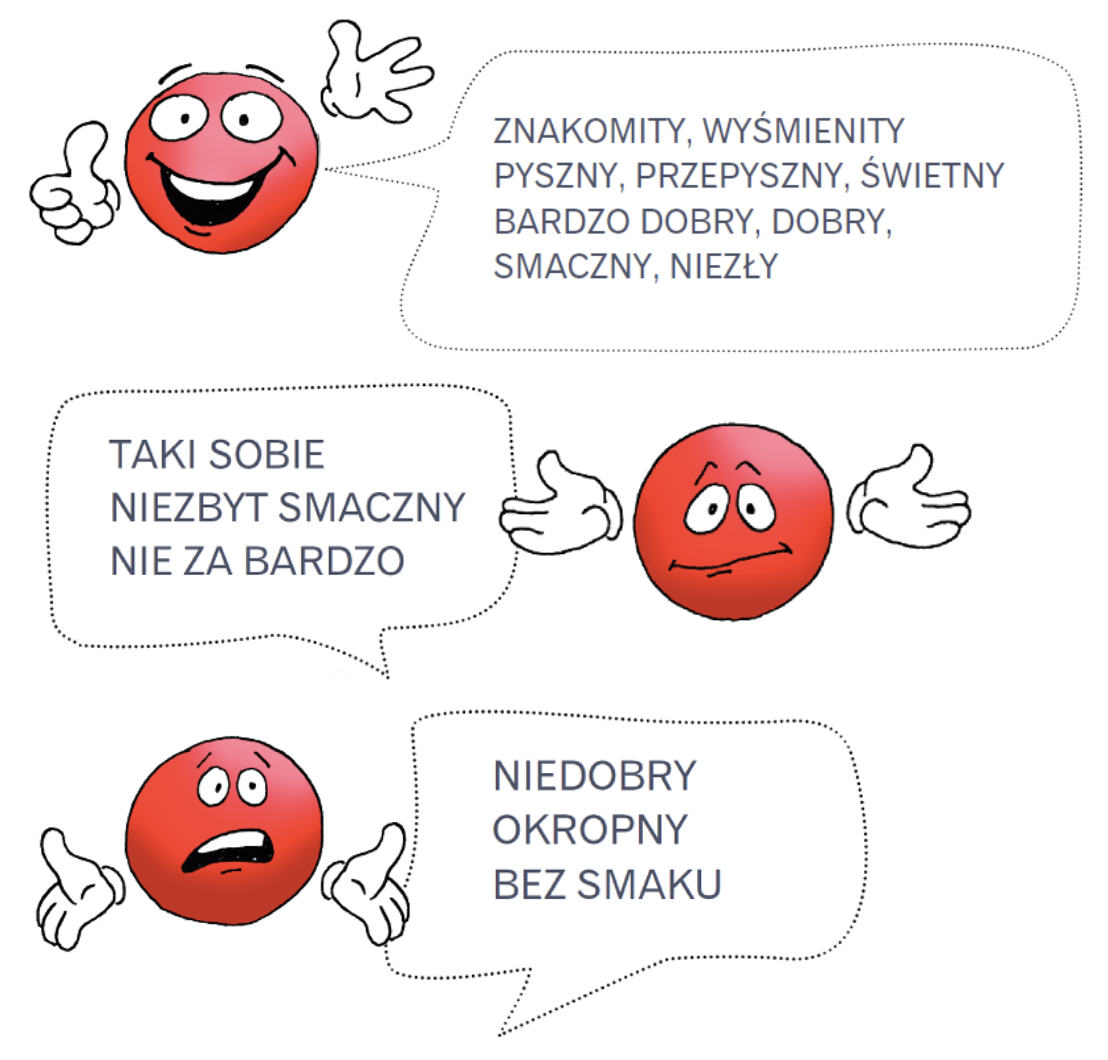 ZNAKOMITY, WYŚMIENITY
PYSZNY, PRZEPYSZNY, ŚWIETNY
BARDZO DOBRY, DOBRY,
SMACZNY, NIEZŁY
TAKI SOBIE
NIEZBYT SMACZNY
NIE ZA BARDZO
NIEDOBRY
OKROPNY
BEZ SMAKU